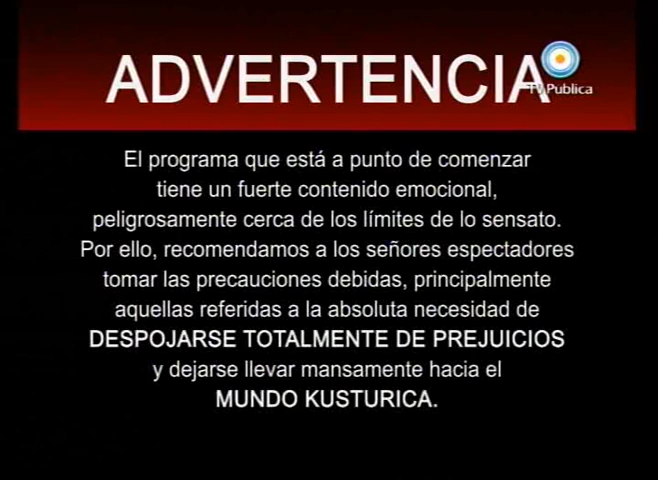 ADVERTENCIA
TV Publica
El programa que está a punto de comenzar
tiene un fuerte contenido emocional,
peligrosamente cerca de los límites de lo sensato.
Por ello, recomendamos a los señores espectadores
tomar las precauciones debidas, principalmente
aquellas referidas a la absoluta necesidad de
DESPOJARSE TOTALMENTE DE PREJUICIOS
y dejarse llevar mansamente hacia el
MUNDO KUSTURICA.